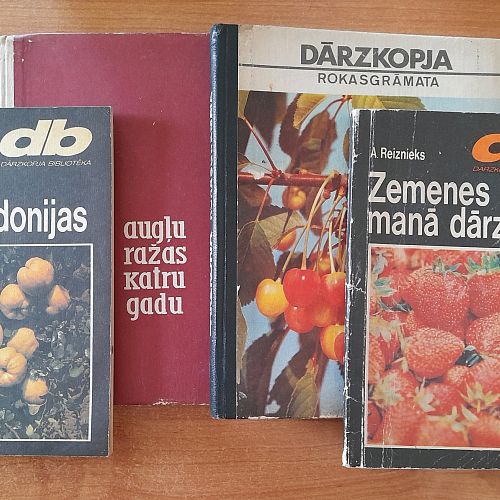 db
DĀRZKOPJA BIBLIOTĒKA
donijas
augļu
ražas
katru
gadu
DĀRZKOPJA
ROKASGRĀMATA
A. Reiznieks
Zemenes
manā dārz